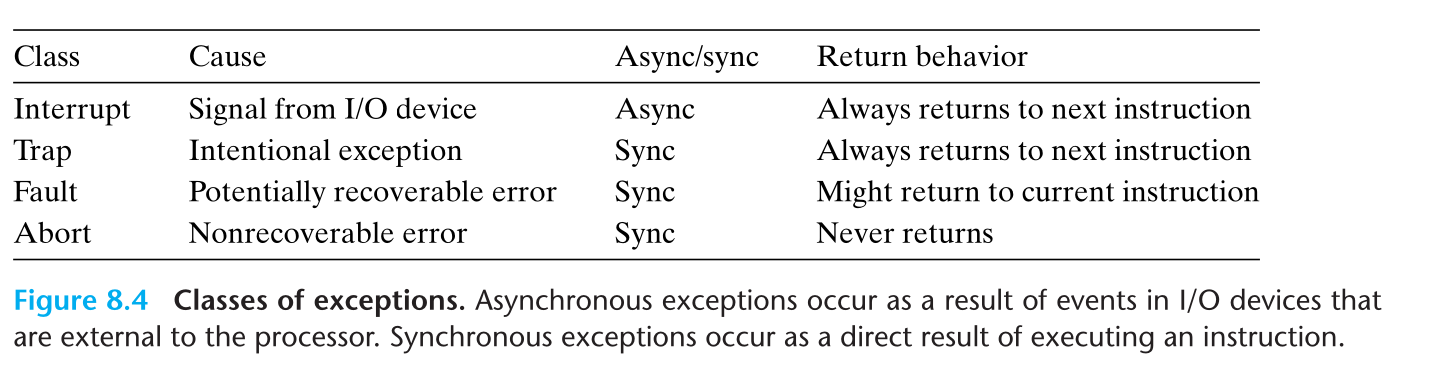 Class Cause Async/sync Return behavior
Interrupt Signal from I/O device Async Always returns to next instruction
Trap Intentional exception Sync Always returns to next instruction
Fault Potentially recoverable error Sync Might return to current instruction
Abort Nonrecoverable error Sync Never returns
Figure 8.4 Classes of exceptions. Asynchronous exceptions occur as a result of events in I/O devices that
are external to the processor. Synchronous exceptions occur as a direct result of executing an instruction.